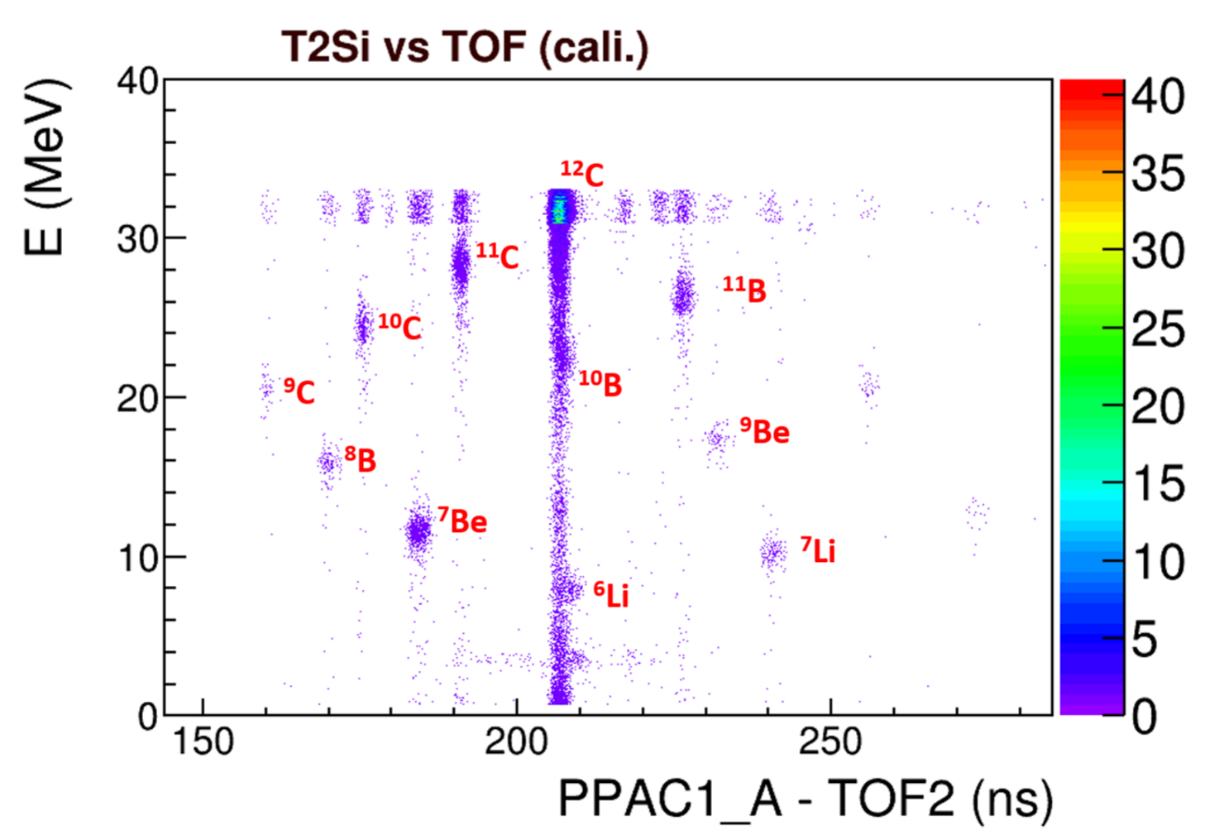 T2Si vs TOF (cali.)
E (MeV)
40
30
20
10
0
150
200
250
PPAC1_A - TOF2 (ns)
¹²C
¹¹C
¹¹B
¹⁰C
¹⁰B
⁹C
⁹Be
⁸B
⁷Be
⁷Li
⁶Li
40
35
30
25
20
15
10
5
0